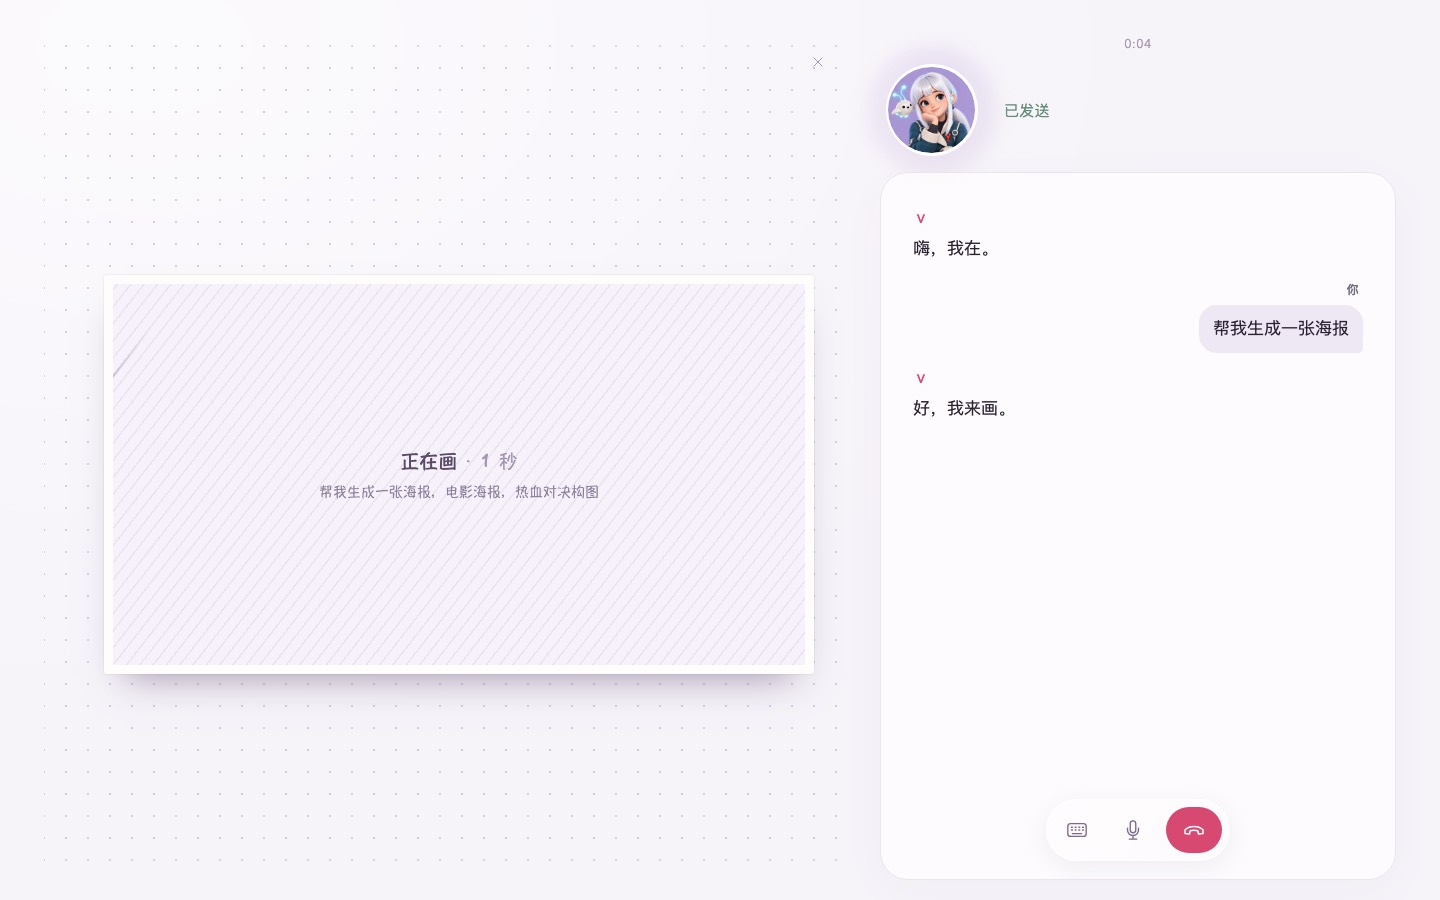 正在画 · 1 秒
帮我生成一张海报，电影海报，热血对决构图
0:04
已发送
V
嗨，我在。
你
帮我生成一张海报
V
好，我来画。